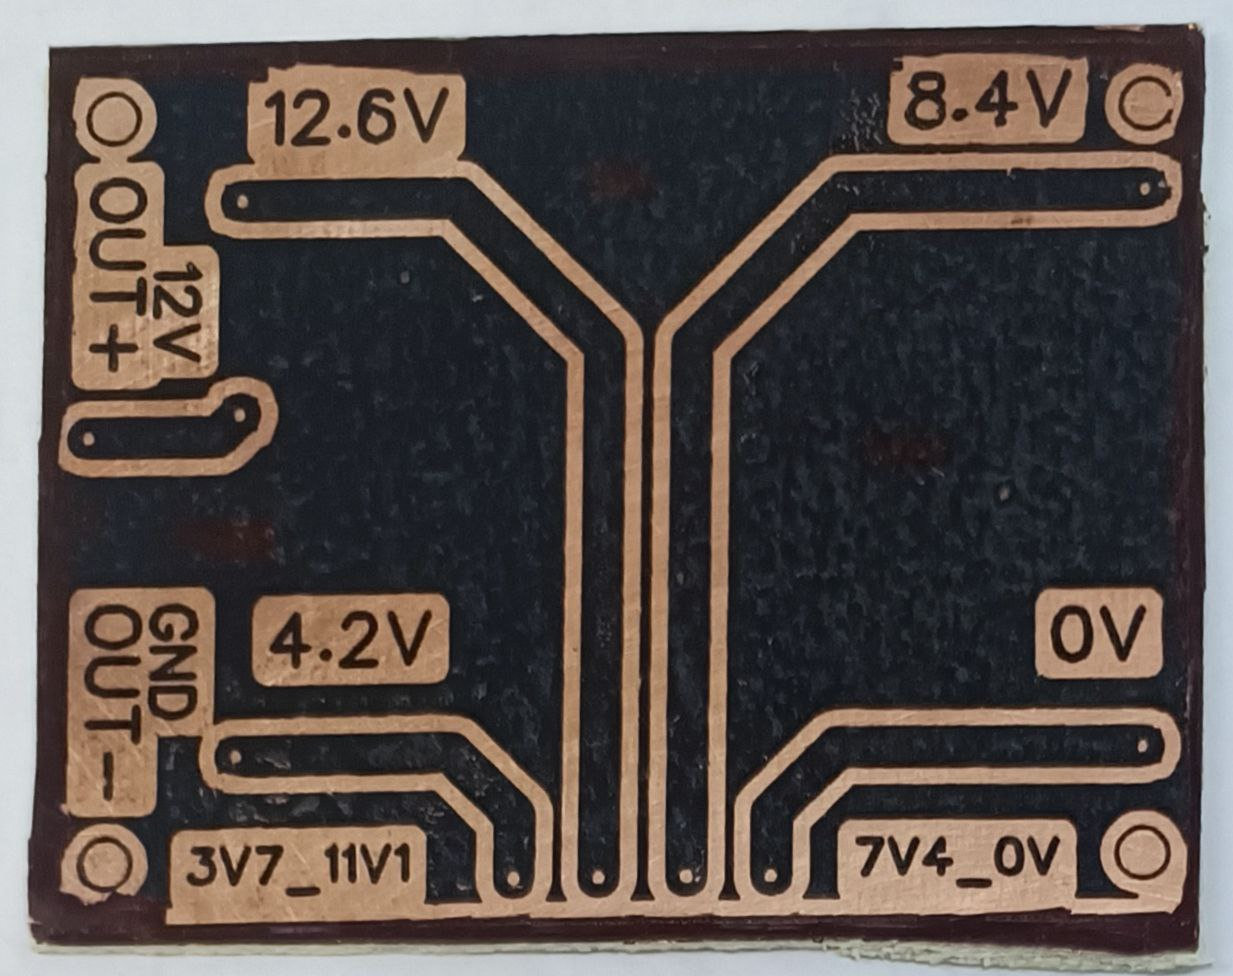 12.6V
8.4V
OUT+
12V
4.2V
0V
GND
OUT-
3V7_11V1
7V4_0V